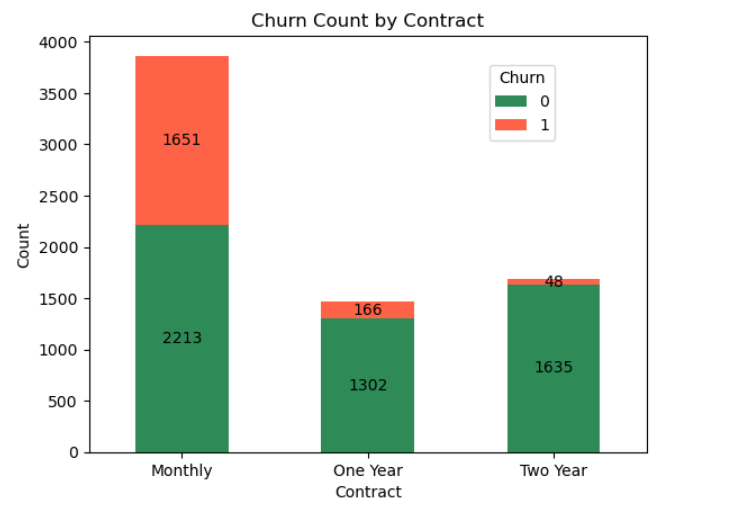 Churn Count by Contract
4000
3500
3000
2500
2000
1500
1000
500
0
Count
1651
2213
166
1302
48
1635
Churn
0
1
Monthly
One Year
Two Year
Contract